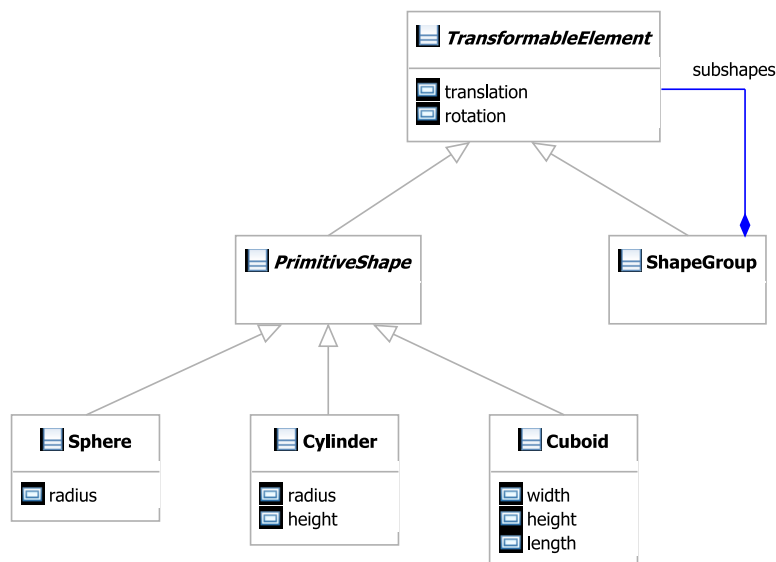 TransformableElement
subshapes
translation
rotation
PrimitiveShape
ShapeGroup
Sphere
Cylinder
Cuboid
radius
radius
width
height
height
length